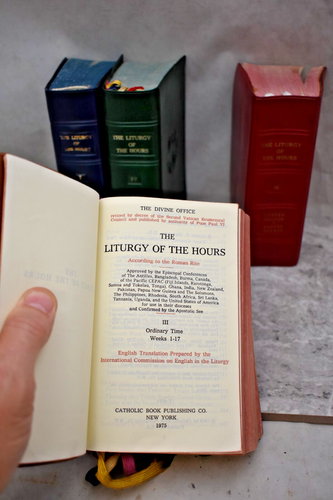 THE LITURGY
OF
THE HOURS
I
THE LITURGY
OF
THE HOURS
THE LITURGY
OF
THE HOURS
THE DIVINE OFFICE
revised by decree of the Second Vatican Ecumenical
Council and published by authority of Pope Paul VI
THE
LITURGY OF THE HOURS
According to the Roman Rite
Approved by the Episcopal Conferences
of The Antilles, Bangladesh, Burma, Canada,
of the Pacific CEPAC (Fiji Islands, Rarotonga,
Samoa and Tokelau, Tonga), Ghana, India, New Zealand,
Pakistan, Papua New Guinea and The Solomons,
The Philippines, Rhodesia, South Africa, Sri Lanka,
Tanzania, Uganda, and the United States of America
for use in their dioceses
and Confirmed by the Apostolic See
III
Ordinary Time
Weeks 1-17
English Translation Prepared by the
International Commission on English in the Liturgy
CATHOLIC BOOK PUBLISHING CO.
NEW YORK
1975